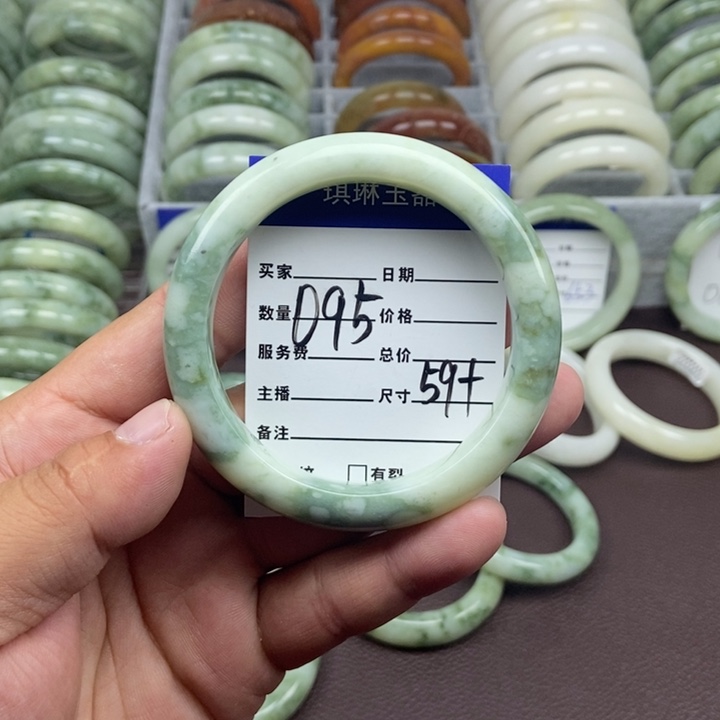 琪琳玉器
买家 日期
数量 095 价格
服务费 总价
主播 尺寸 59+
备注
有裂